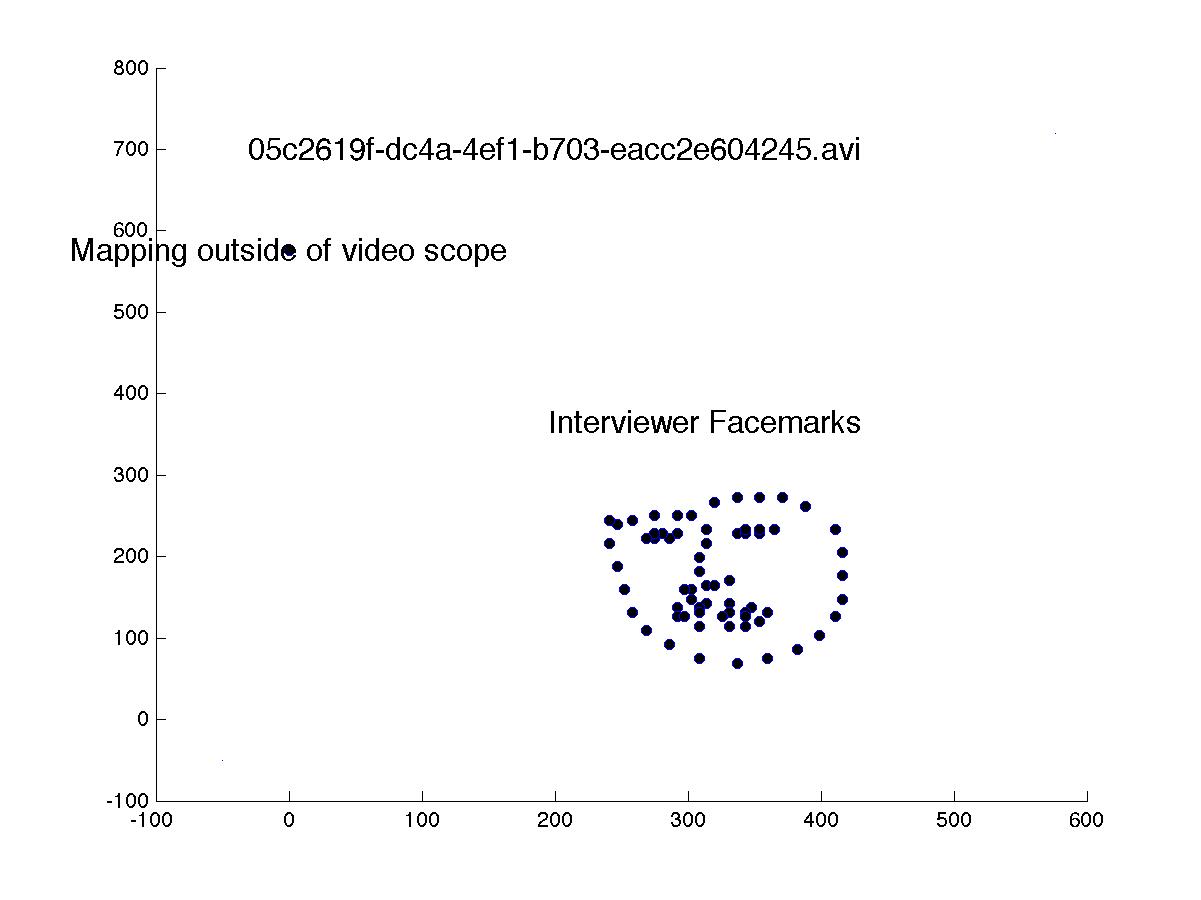 800
05c2619f-dc4a-4ef1-b703-eacc2e604245.avi
700
600
Mapping outside of video scope
500
400
Interviewer Facemarks
300
200
100
0
-100
-100 0 100 200 300 400 500 600